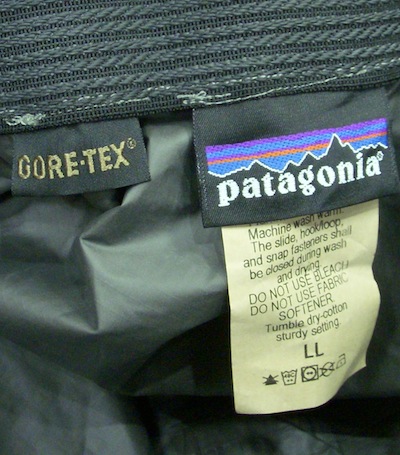 GORE-TEX®
patagonia®
Machine wash warm.
The slide, hook/loop,
and snap fasteners shall
be closed during wash
and drying.
DO NOT USE BLEACH
DO NOT USE FABRIC
SOFTENER.
Tumble dry-cotton
sturdy setting.
LL